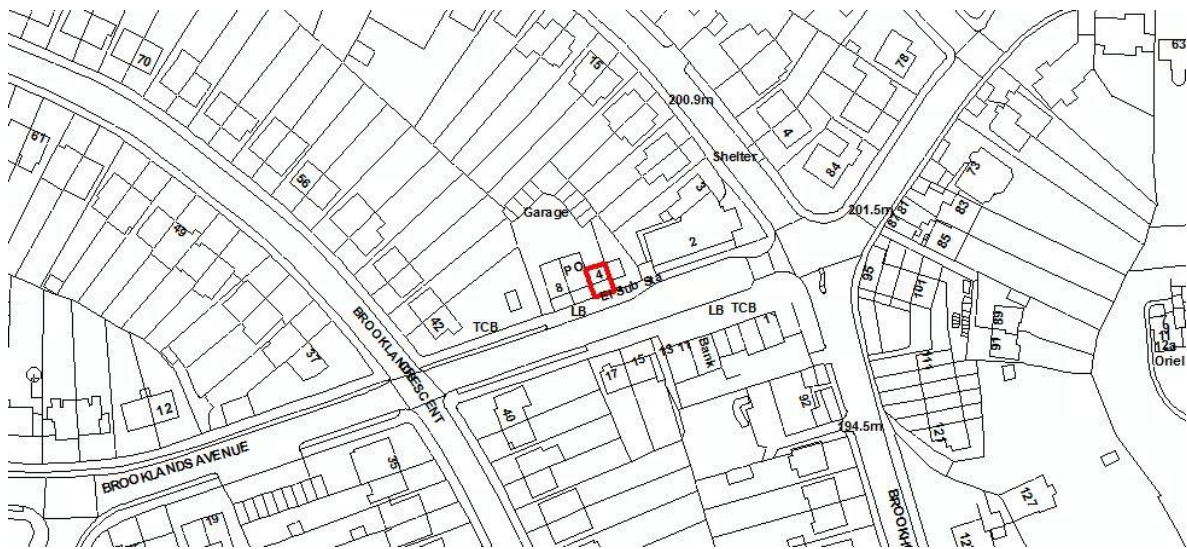 63
70
15
78
200.9m
4
61
Shelter
84
73
56
3
Garage
201.5m
81
87
83
49
2
85
PO
4
8
El Sub Sta
95
101
LB
LB
TCB
TCB
1
42
89
BROOKLANDS
CRESCENT
13
11
Bank
15
91
37
17
111
Oriel
12
40
92
194.5m
121
BROOKLANDS AVENUE
35
127
19